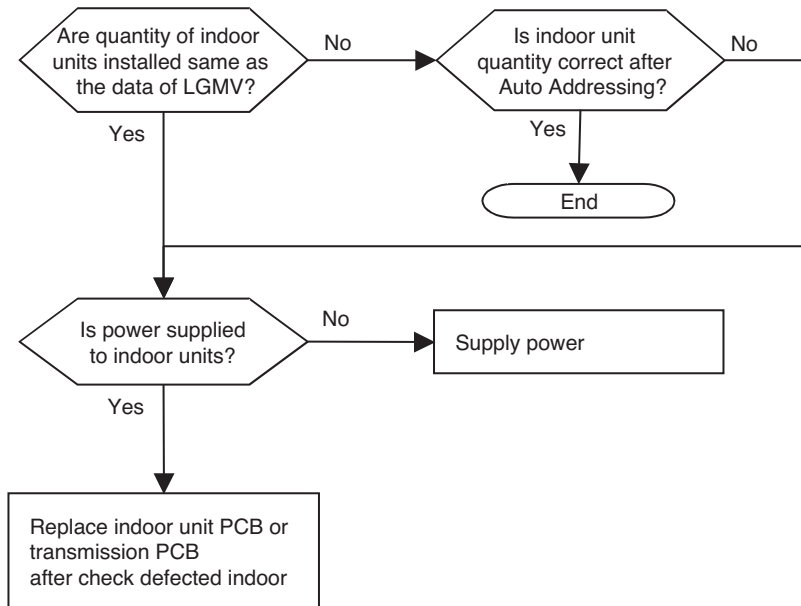 Are quantity of indoor
units installed same as
the data of LGMV?
No
Is indoor unit
quantity correct after
Auto Addressing?
No
Yes
Yes
End
Is power supplied
to indoor units?
No
Supply power
Yes
Replace indoor unit PCB or
transmission PCB
after check defected indoor